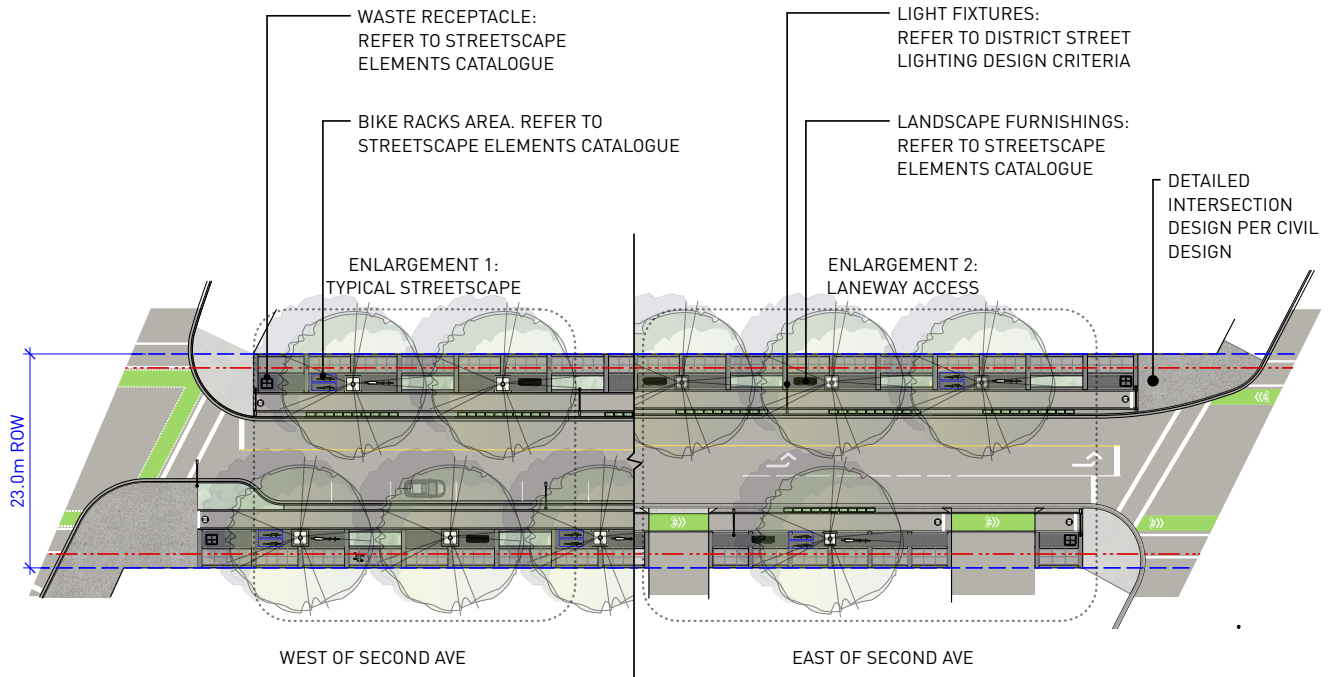 WASTE RECEPTACLE:
REFER TO STREETSCAPE
ELEMENTS CATALOGUE
BIKE RACKS AREA. REFER TO
STREETSCAPE ELEMENTS CATALOGUE
LIGHT FIXTURES:
REFER TO DISTRICT STREET
LIGHTING DESIGN CRITERIA
LANDSCAPE FURNISHINGS:
REFER TO STREETSCAPE
ELEMENTS CATALOGUE
DETAILED
INTERSECTION
DESIGN PER CIVIL
DESIGN
ENLARGEMENT 1:
TYPICAL STREETSCAPE
ENLARGEMENT 2:
LANEWAY ACCESS
23.0m ROW
WEST OF SECOND AVE
EAST OF SECOND AVE